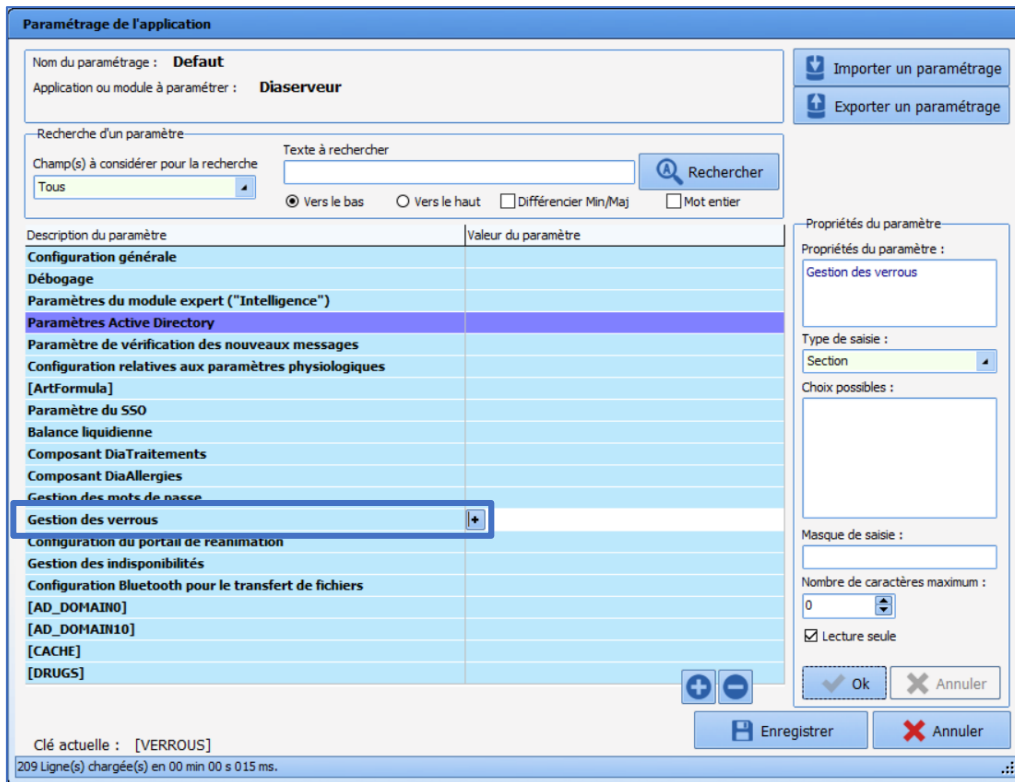 Paramétrage de l'application
Nom du paramétrage : Defaut
Application ou module à paramétrer : Diaserveur
Importer un paramétrage
Exporter un paramétrage
Recherche d'un paramètre
Champ(s) à considérer pour la recherche
Texte à rechercher
Tous
Rechercher
Vers le bas Vers le haut Différencier Min/Maj Mot entier
Description du paramètre Valeur du paramètre
Configuration générale
Débogage
Paramètres du module expert ("Intelligence")
Paramètres Active Directory
Paramètre de vérification des nouveaux messages
Configuration relatives aux paramètres physiologiques
[ArtFormula]
Paramètre du SSO
Balance liquidienne
Composant DiaTraitements
Composant DiaAllergies
Gestion des mots de passe
Gestion des verrous
Configuration du portail de réanimation
Gestion des indisponibilités
Configuration Bluetooth pour le transfert de fichiers
[AD_DOMAIN0]
[AD_DOMAIN10]
[CACHE]
[DRUGS]
Propriétés du paramètre
Propriétés du paramètre :
Gestion des verrous
Type de saisie :
Section
Choix possibles :
Masque de saisie :
Nombre de caractères maximum :
0
Lecture seule
Ok Annuler
Enregistrer Annuler
Clé actuelle : [VERROUS]
209 Ligne(s) chargée(s) en 00 min 00 s 015 ms.